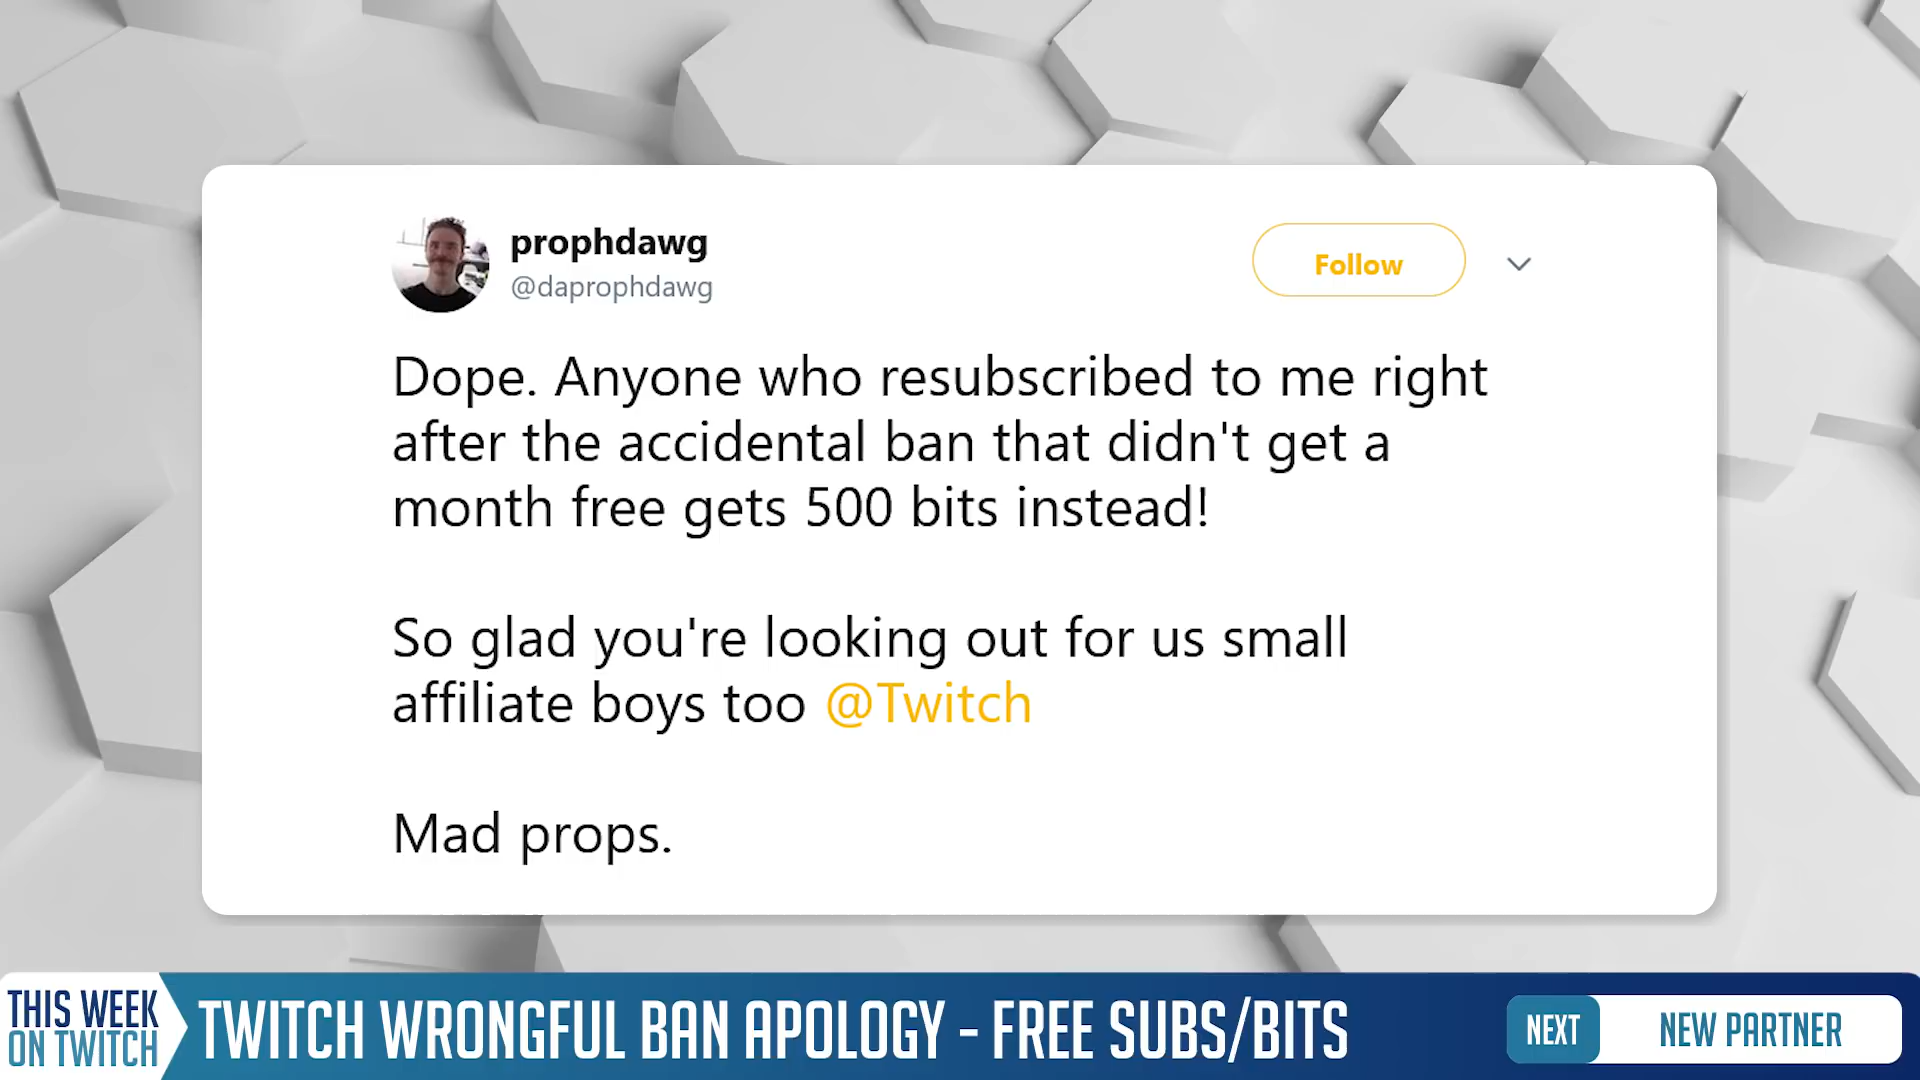 prophdawg
@daprophdawg
Follow
Dope. Anyone who resubscribed to me right
after the accidental ban that didn't get a
month free gets 500 bits instead!
So glad you're looking out for us small
affiliate boys too @Twitch
Mad props.
THIS WEEK
ON TWITCH
TWITCH WRONGFUL BAN APOLOGY - FREE SUBS/BITS
NEXT
NEW PARTNER